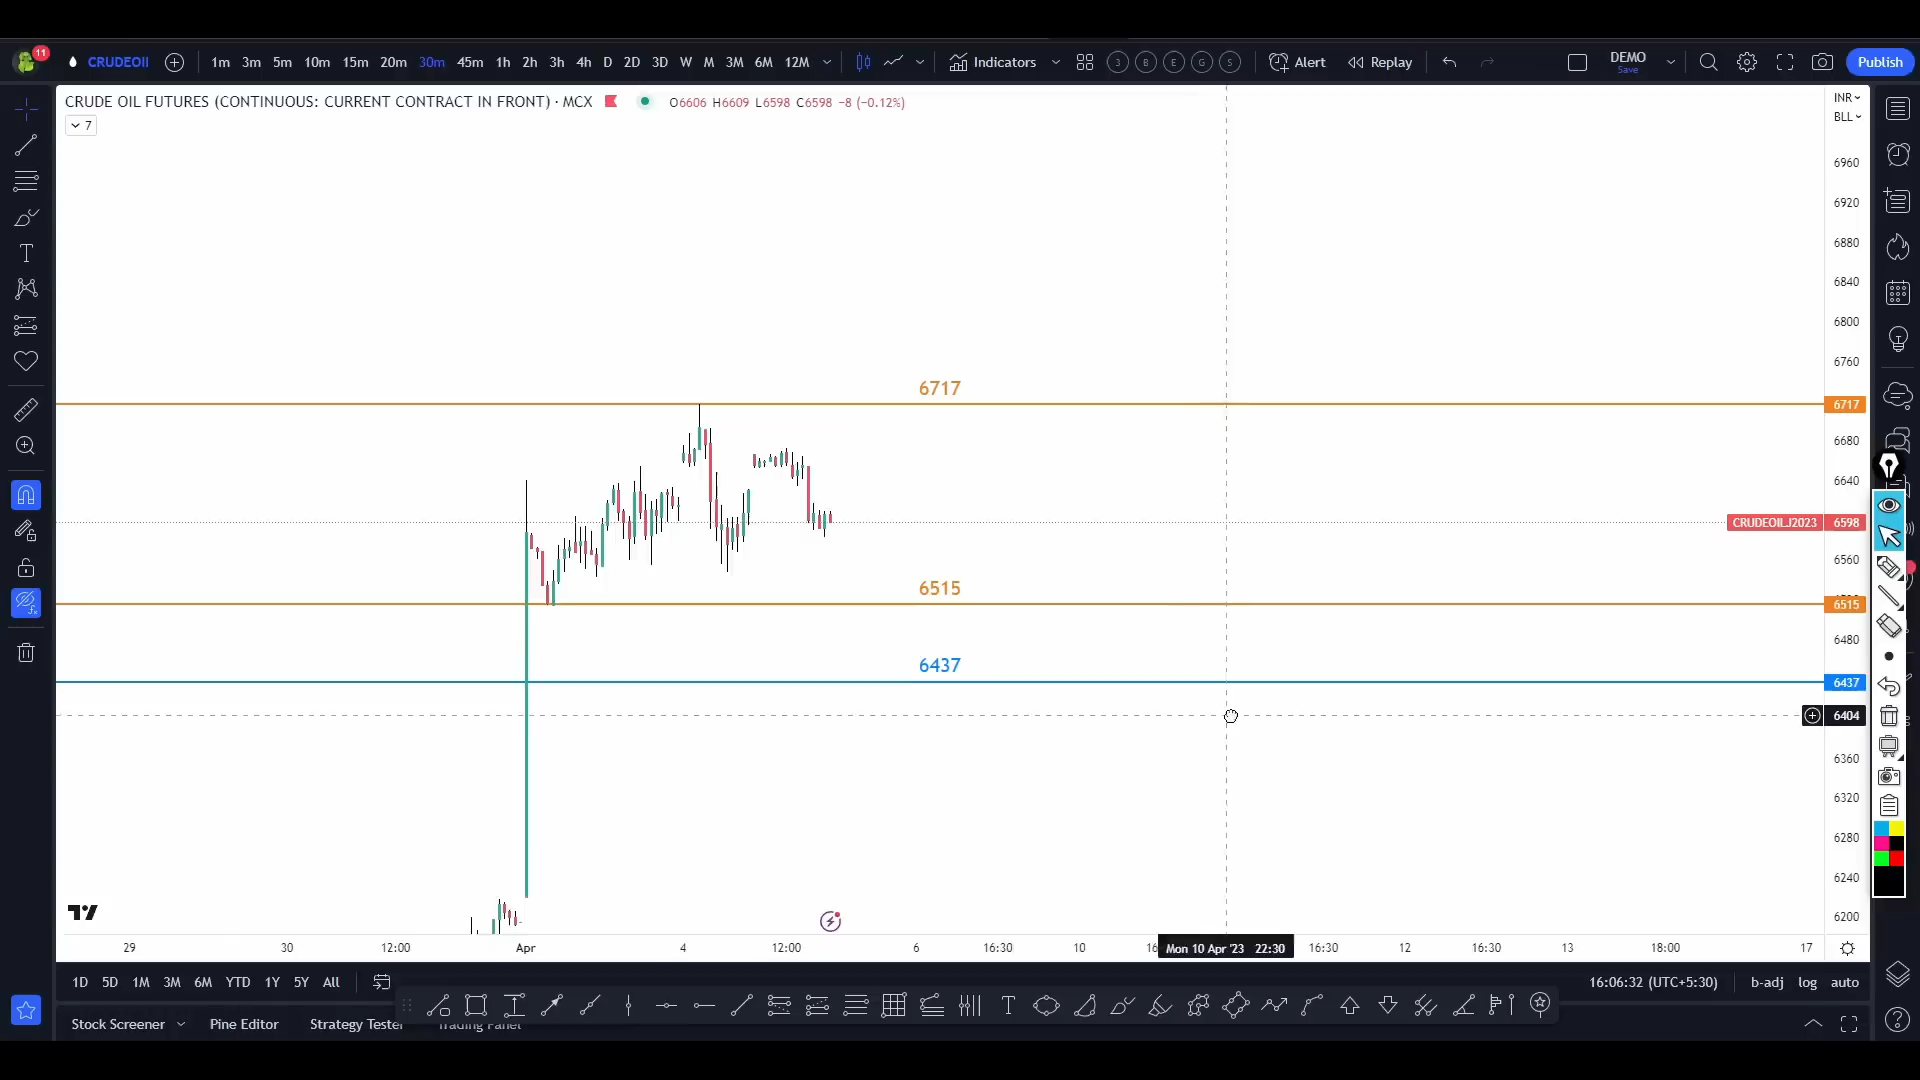 11
CRUDEOIl
1m 3m 5m 10m 15m 20m 30m 45m 1h 2h 3h 4h D 2D 3D W M 3M 6M 12M
Indicators
3 B E G S
Alert
Replay
DEMO
Save
Publish
CRUDE OIL FUTURES (CONTINUOUS: CURRENT CONTRACT IN FRONT) · MCX
O6606 H6609 L6598 C6598 −8 (−0.12%)
7
INR
BLL
6960
6920
6880
6840
6800
6760
6717
6717
6680
6640
CRUDEOILJ2023 6598
6560
6515
6515
6480
6437
6437
6404
6360
6320
6280
6240
6200
29 30 12:00 Apr 4 12:00 6 16:30 10 Mon 10 Apr '23 22:30 16:30 12 16:30 13 18:00 17
1D 5D 1M 3M 6M YTD 1Y 5Y All
16:06:32 (UTC+5:30)
b-adj log auto
Stock Screener
Pine Editor
Strategy Tester
Trading Panel